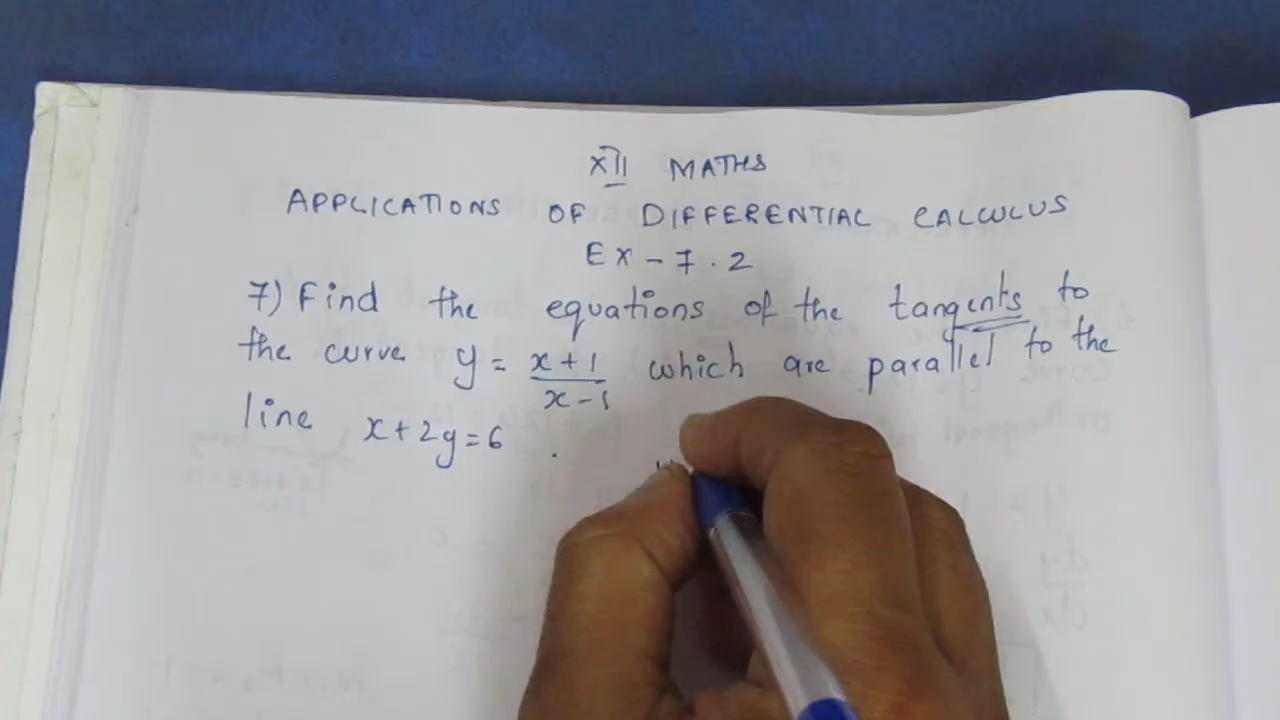 XII MATHS
APPLICATIONS OF DIFFERENTIAL CALCULUS
EX - 7.2
7) Find the equations of the tangents to
the curve y = x+1/x-1 which are parallel to the
line x+2y=6 .